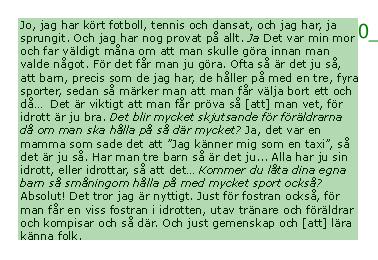 Jo, jag har kört fotboll, tennis och dansat, och jag har, ja
sprungit. Och jag har nog provat på allt. Ja Det var min mor
och far väldigt måna om att man skulle göra innan man
valde något. För det får man ju göra. Ofta så är det ju så,
att barn, precis som de jag har, de håller på med en tre, fyra
sporter, sedan så märker man att man får välja bort ett och
då... Det är viktigt att man får pröva så [att] man vet, för
idrott är ju bra. Det blir mycket skjutsande för föräldrarna
då om man ska hålla på så där mycket? Ja, det var en
mamma som sade det att "Jag känner mig som en taxi", så
det är ju så. Har man tre barn så är det ju... Alla har ju sin
idrott, eller idrottar, så att det... Kommer du låta dina egna
barn så småningom hålla på med mycket sport också?
Absolut! Det tror jag är nyttigt. Just för fostran också, för
man får en viss fostran i idrotten, utav tränare och föräldrar
och kompisar och så där. Och just gemenskap och [att] lära
känna folk.
0_